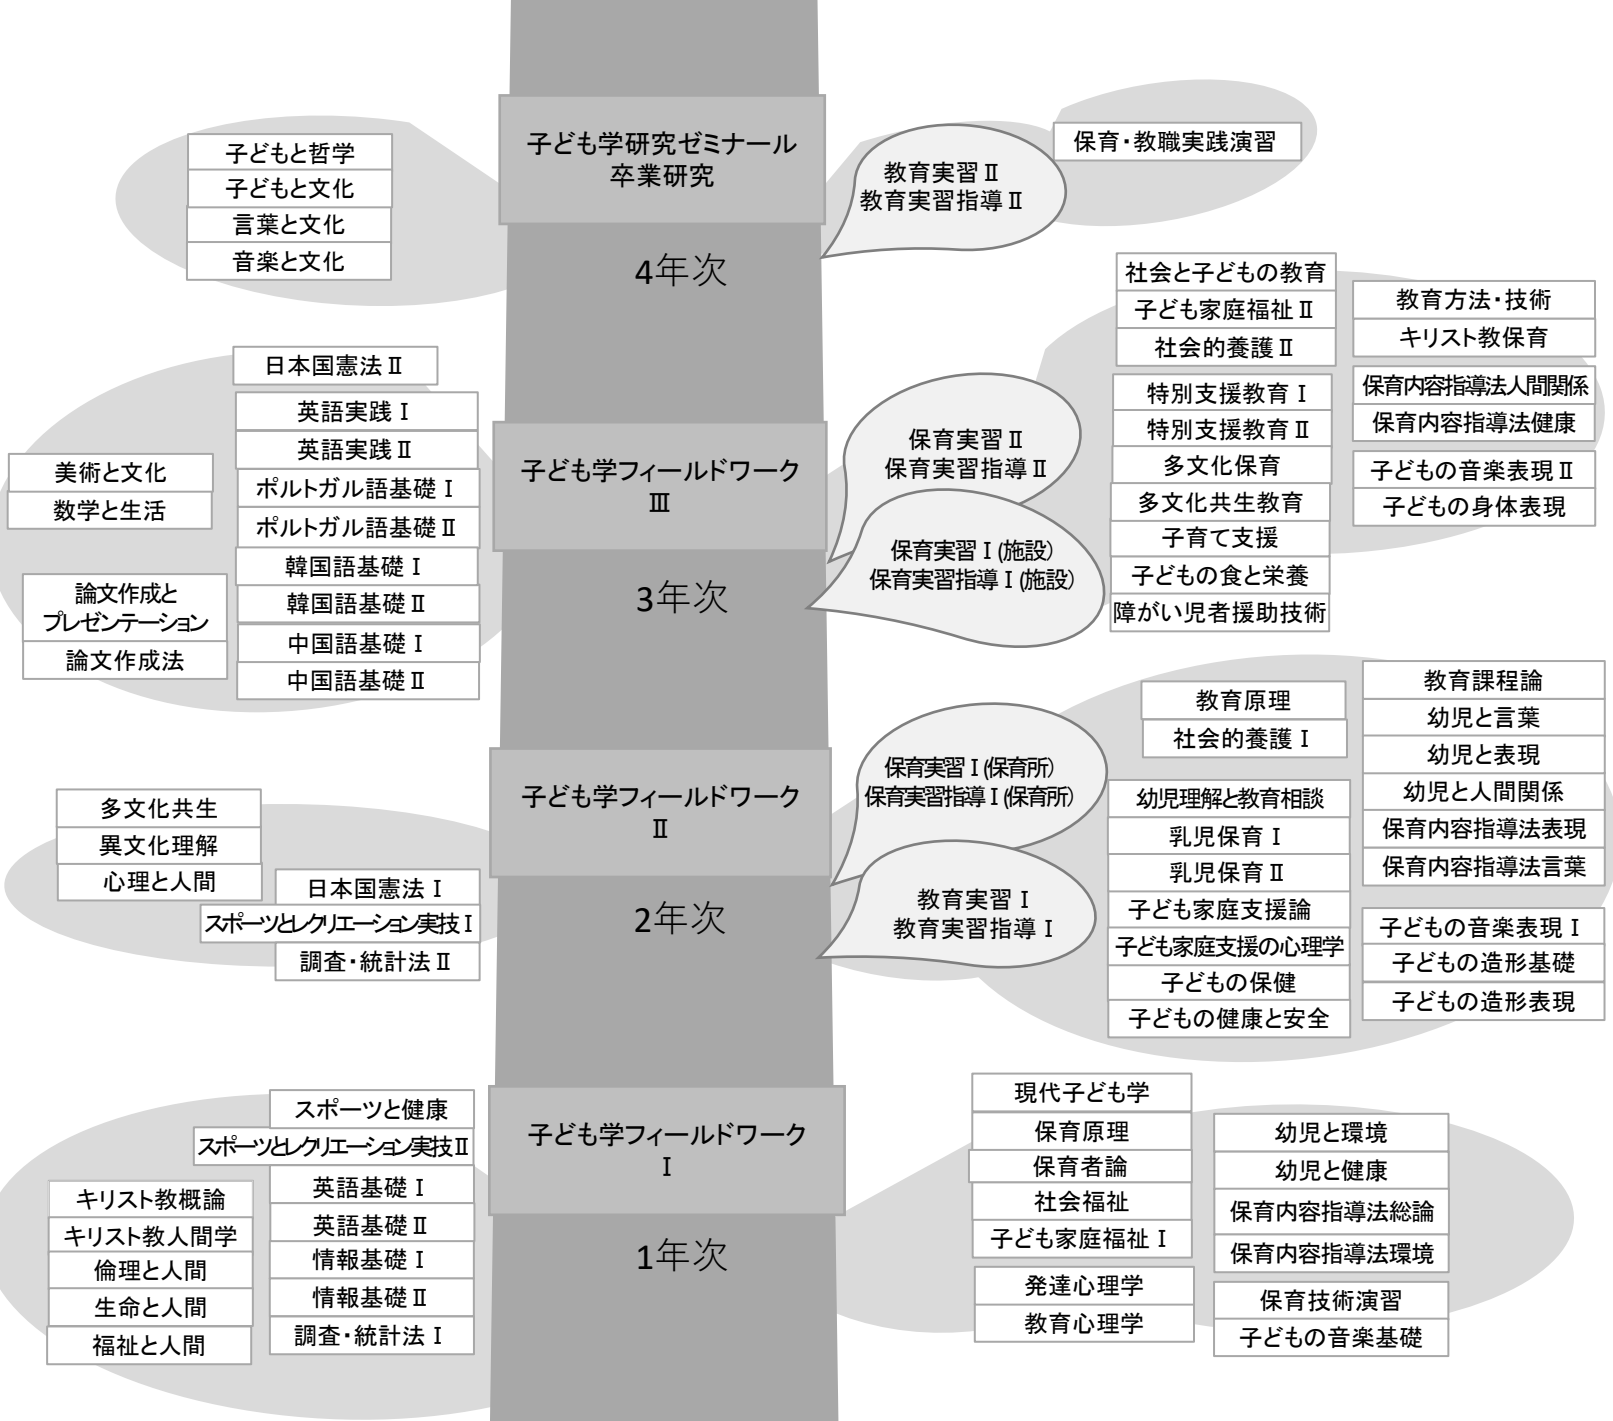 子どもと哲学
子どもと文化
言葉と文化
音楽と文化
子ども学研究ゼミナール
卒業研究
4年次
教育実習Ⅱ
教育実習指導Ⅱ
保育・教職実践演習
日本国憲法Ⅱ
英語実践Ⅰ
英語実践Ⅱ
ポルトガル語基礎Ⅰ
ポルトガル語基礎Ⅱ
韓国語基礎Ⅰ
韓国語基礎Ⅱ
中国語基礎Ⅰ
中国語基礎Ⅱ
美術と文化
数学と生活
論文作成と
プレゼンテーション
論文作成法
子ども学フィールドワーク
Ⅲ
3年次
保育実習Ⅱ
保育実習指導Ⅱ
保育実習Ⅰ(施設)
保育実習指導Ⅰ(施設)
社会と子どもの教育
子ども家庭福祉Ⅱ
社会的養護Ⅱ
特別支援教育Ⅰ
特別支援教育Ⅱ
多文化保育
多文化共生教育
子育て支援
子どもの食と栄養
障がい児者援助技術
教育方法・技術
キリスト教保育
保育内容指導法人間関係
保育内容指導法健康
子どもの音楽表現Ⅱ
子どもの身体表現
多文化共生
異文化理解
心理と人間
日本国憲法Ⅰ
スポーツとレクリエーション実技Ⅰ
調査・統計法Ⅱ
子ども学フィールドワーク
Ⅱ
2年次
保育実習Ⅰ(保育所)
保育実習指導Ⅰ(保育所)
教育実習Ⅰ
教育実習指導Ⅰ
教育原理
社会的養護Ⅰ
幼児理解と教育相談
乳児保育Ⅰ
乳児保育Ⅱ
子ども家庭支援論
子ども家庭支援の心理学
子どもの保健
子どもの健康と安全
教育課程論
幼児と言葉
幼児と表現
幼児と人間関係
保育内容指導法表現
保育内容指導法言葉
子どもの音楽表現Ⅰ
子どもの造形基礎
子どもの造形表現
スポーツと健康
スポーツとレクリエーション実技Ⅱ
英語基礎Ⅰ
英語基礎Ⅱ
情報基礎Ⅰ
情報基礎Ⅱ
調査・統計法Ⅰ
キリスト教概論
キリスト教人間学
倫理と人間
生命と人間
福祉と人間
子ども学フィールドワーク
Ⅰ
1年次
現代子ども学
保育原理
保育者論
社会福祉
子ども家庭福祉Ⅰ
発達心理学
教育心理学
幼児と環境
幼児と健康
保育内容指導法総論
保育内容指導法環境
保育技術演習
子どもの音楽基礎